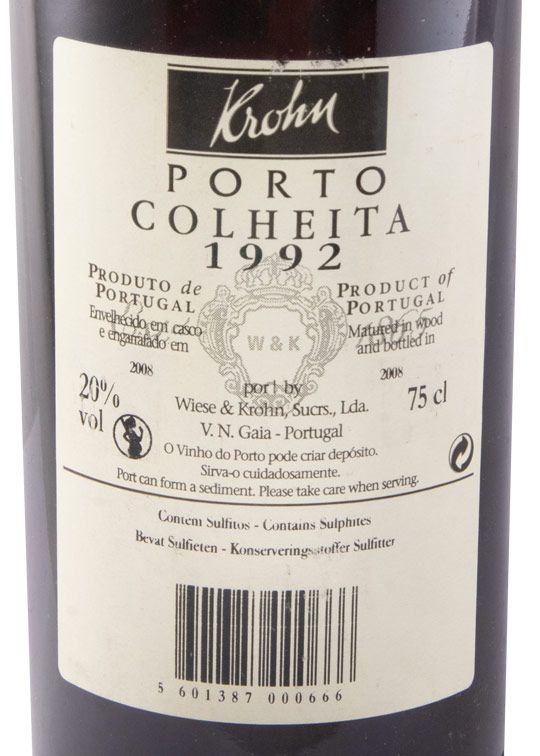 Krohn
PORTO
COLHEITA
1992
PRODUTO de
PORTUGAL
Envelhecido em casco
e engarrafado em
2008
PRODUCT of
PORTUGAL
Matured in wood
and bottled in
2008
W & K
1865
20%
vol
por | by
Wiese & Krohn, Sucrs., Lda.
V. N. Gaia - Portugal
75 cl
O Vinho do Porto pode criar depósito.
Sirva-o cuidadosamente.
Port can form a sediment. Please take care when serving.
Contem Sulfitos - Contains Sulphites
Bevat Sulfieten - Konserveringsstoffer Sulfitter
5 601387 000666